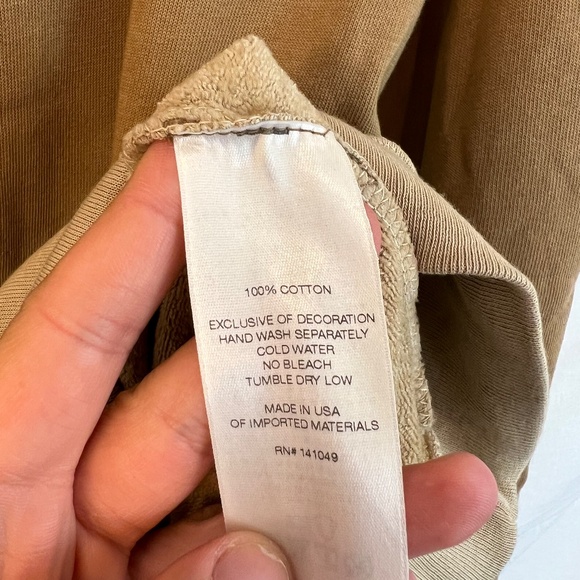 100% COTTON
EXCLUSIVE OF DECORATION
HAND WASH SEPARATELY
COLD WATER
NO BLEACH
TUMBLE DRY LOW
MADE IN USA
OF IMPORTED MATERIALS
RN# 141049